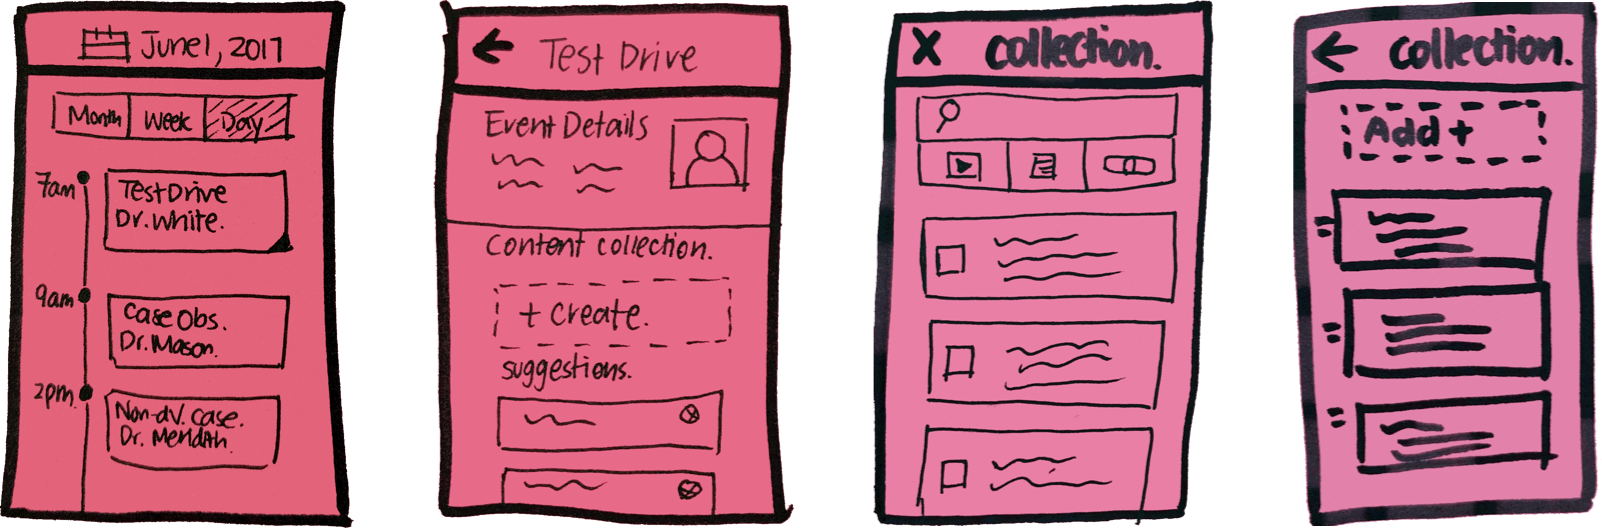 June 1, 2017
Month Week Day
7am
Test Drive
Dr. White.
9am
Case Obs.
Dr. Mason.
2pm.
Non-dV. Case.
Dr. Meridith
Test Drive
Event Details
Content collection.
+ Create.
suggestions.
X collection.
collection.
Add +